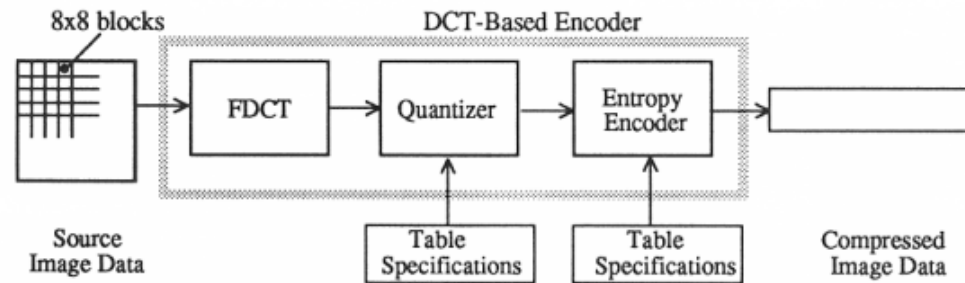 8x8 blocks
DCT-Based Encoder
FDCT
Quantizer
Entropy
Encoder
Source
Image Data
Table
Specifications
Table
Specifications
Compressed
Image Data